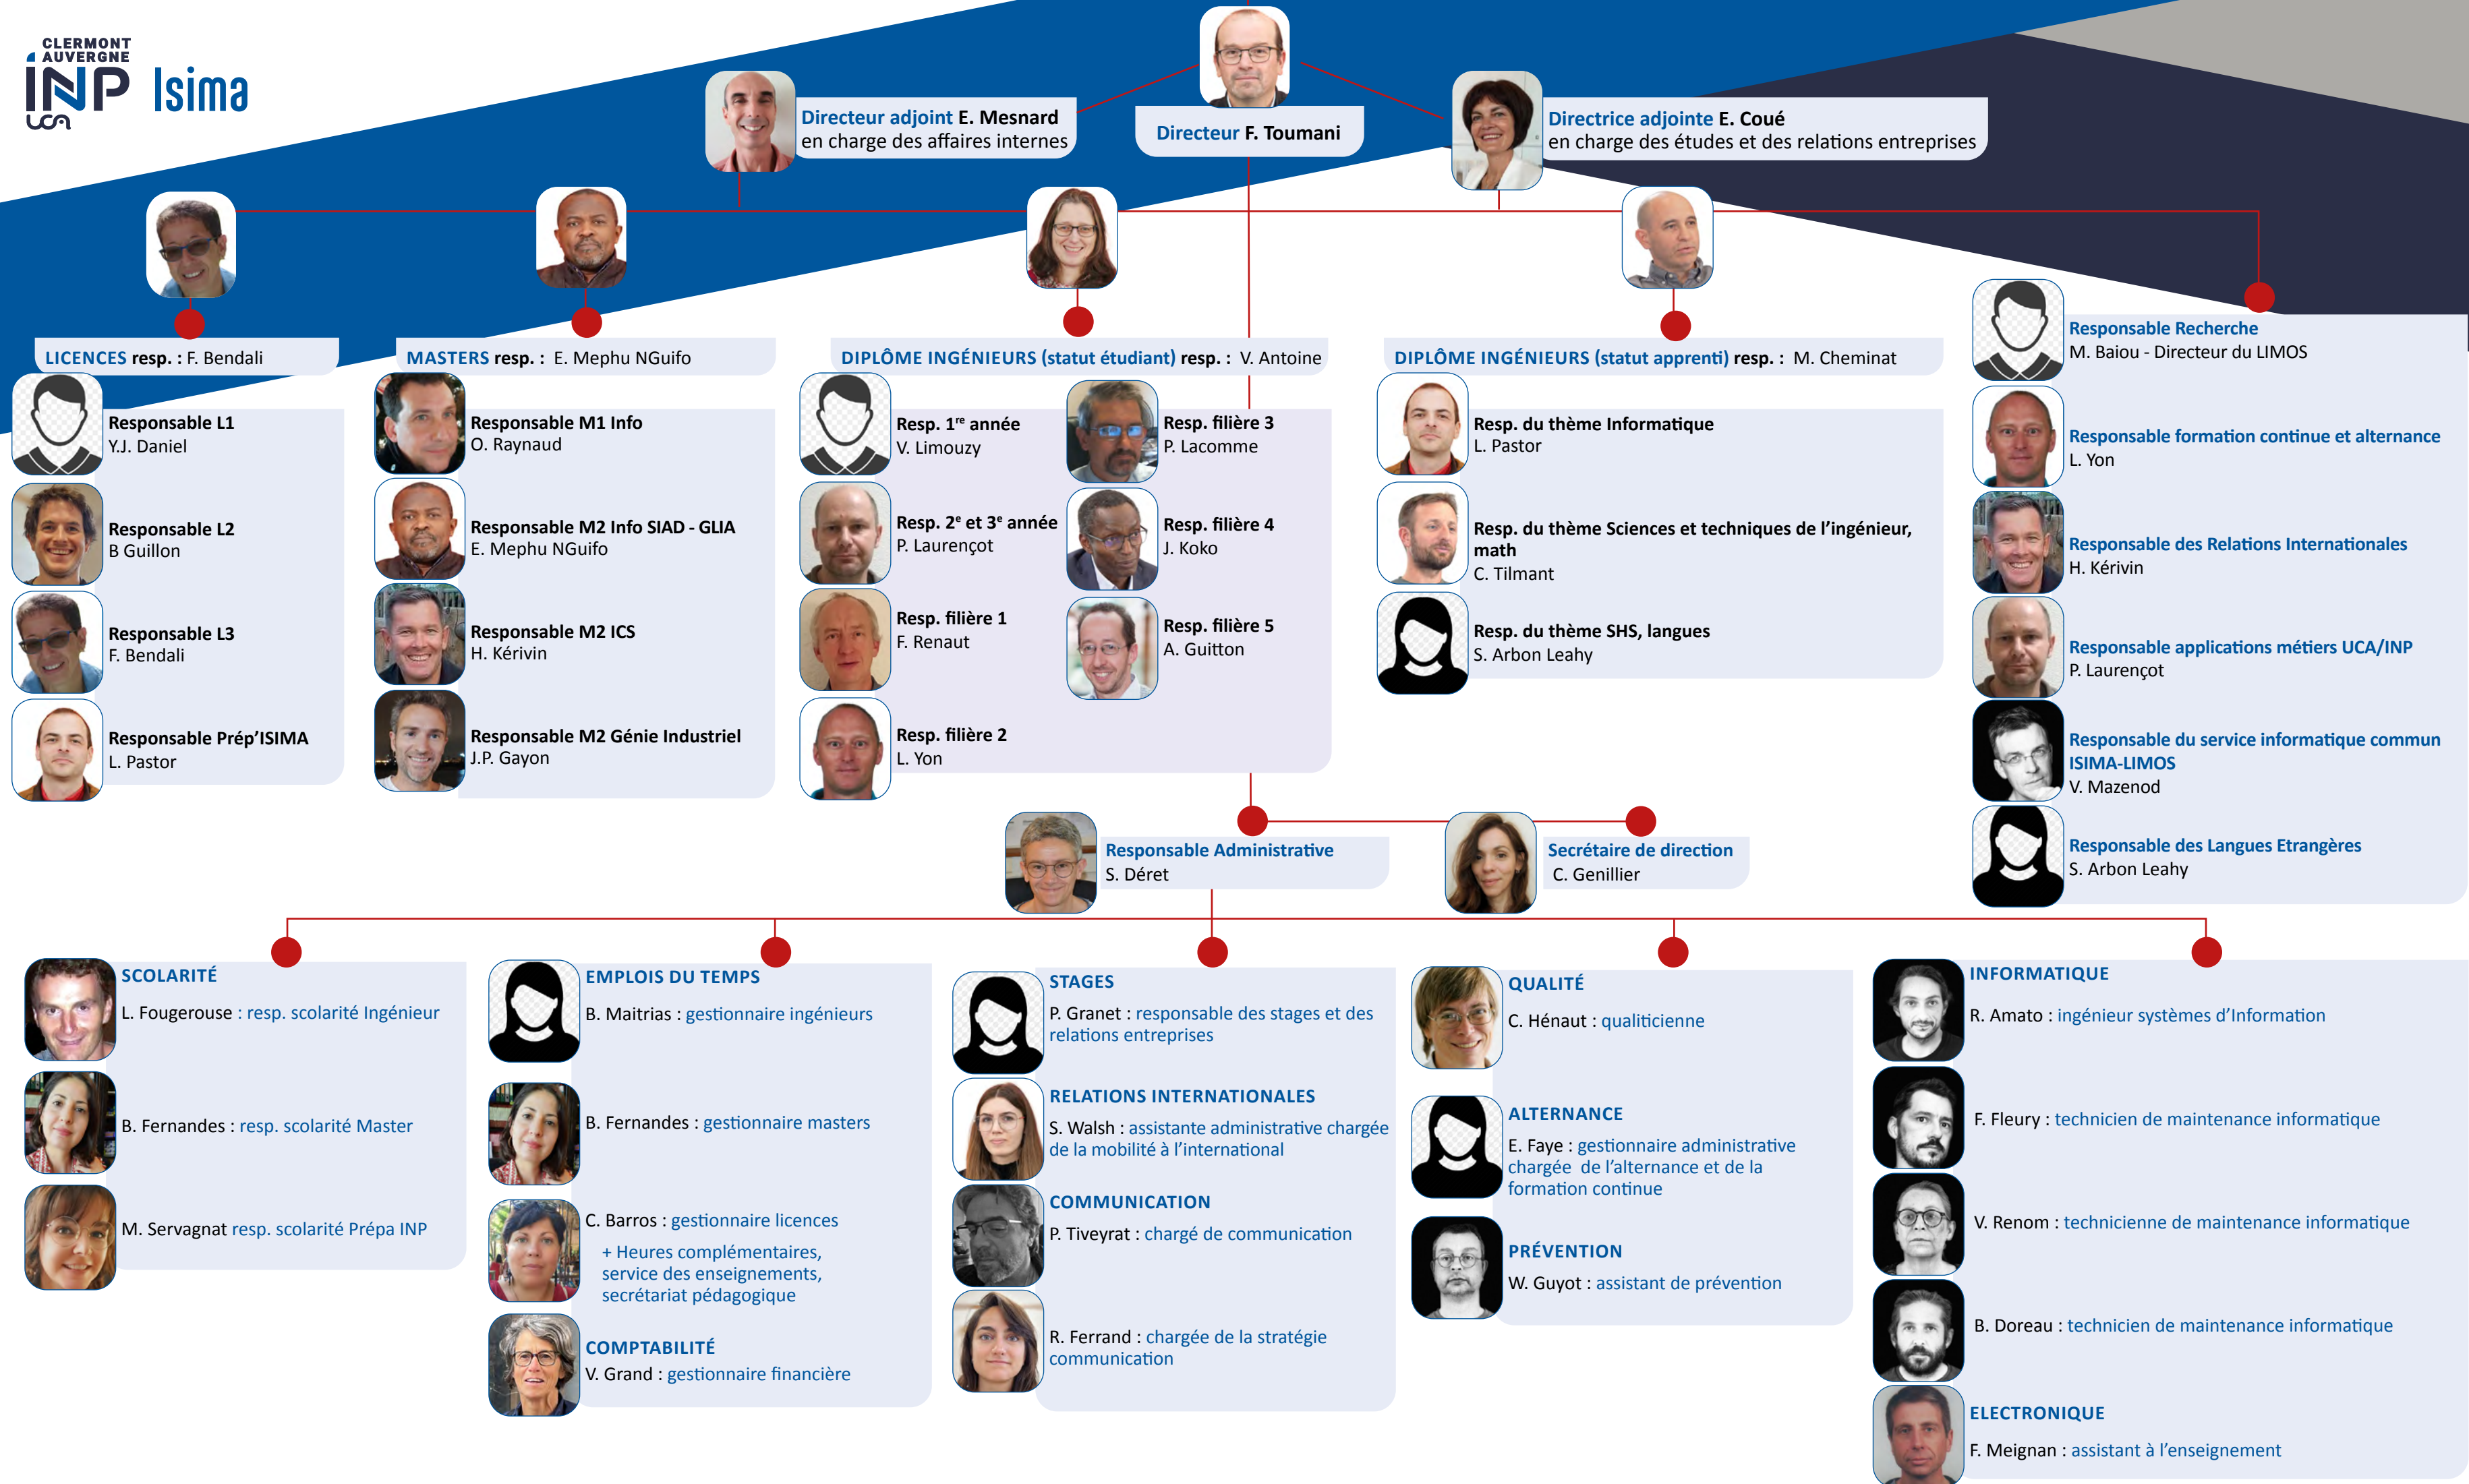 CLERMONT
AUVERGNE
INP
UCA
Isima
Directeur adjoint E. Mesnard
en charge des affaires internes
Directeur F. Toumani
Directrice adjointe E. Coué
en charge des études et des relations entreprises
LICENCES resp. : F. Bendali
Responsable L1
Y.J. Daniel
Responsable L2
B Guillon
Responsable L3
F. Bendali
Responsable Prép'ISIMA
L. Pastor
MASTERS resp. : E. Mephu NGuifo
Responsable M1 Info
O. Raynaud
Responsable M2 Info SIAD - GLIA
E. Mephu NGuifo
Responsable M2 ICS
H. Kérivin
Responsable M2 Génie Industriel
J.P. Gayon
DIPLÔME INGÉNIEURS (statut étudiant) resp. : V. Antoine
Resp. 1re année
V. Limouzy
Resp. 2e et 3e année
P. Laurençot
Resp. filière 1
F. Renaut
Resp. filière 2
L. Yon
Resp. filière 3
P. Lacomme
Resp. filière 4
J. Koko
Resp. filière 5
A. Guitton
DIPLÔME INGÉNIEURS (statut apprenti) resp. : M. Cheminat
Resp. du thème Informatique
L. Pastor
Resp. du thème Sciences et techniques de l'ingénieur,
math
C. Tilmant
Resp. du thème SHS, langues
S. Arbon Leahy
Responsable Recherche
M. Baiou - Directeur du LIMOS
Responsable formation continue et alternance
L. Yon
Responsable des Relations Internationales
H. Kérivin
Responsable applications métiers UCA/INP
P. Laurençot
Responsable du service informatique commun
ISIMA-LIMOS
V. Mazenod
Responsable des Langues Etrangères
S. Arbon Leahy
Responsable Administrative
S. Déret
Secrétaire de direction
C. Genillier
SCOLARITÉ
L. Fougerouse : resp. scolarité Ingénieur
B. Fernandes : resp. scolarité Master
M. Servagnat resp. scolarité Prépa INP
EMPLOIS DU TEMPS
B. Maitrias : gestionnaire ingénieurs
B. Fernandes : gestionnaire masters
C. Barros : gestionnaire licences
+ Heures complémentaires,
service des enseignements,
secrétariat pédagogique
COMPTABILITÉ
V. Grand : gestionnaire financière
STAGES
P. Granet : responsable des stages et des
relations entreprises
RELATIONS INTERNATIONALES
S. Walsh : assistante administrative chargée
de la mobilité à l'international
COMMUNICATION
P. Tiveyrat : chargé de communication
R. Ferrand : chargée de la stratégie
communication
QUALITÉ
C. Hénaut : qualiticienne
ALTERNANCE
E. Faye : gestionnaire administrative
chargée de l'alternance et de la
formation continue
PRÉVENTION
W. Guyot : assistant de prévention
INFORMATIQUE
R. Amato : ingénieur systèmes d'Information
F. Fleury : technicien de maintenance informatique
V. Renom : technicienne de maintenance informatique
B. Doreau : technicien de maintenance informatique
ELECTRONIQUE
F. Meignan : assistant à l'enseignement